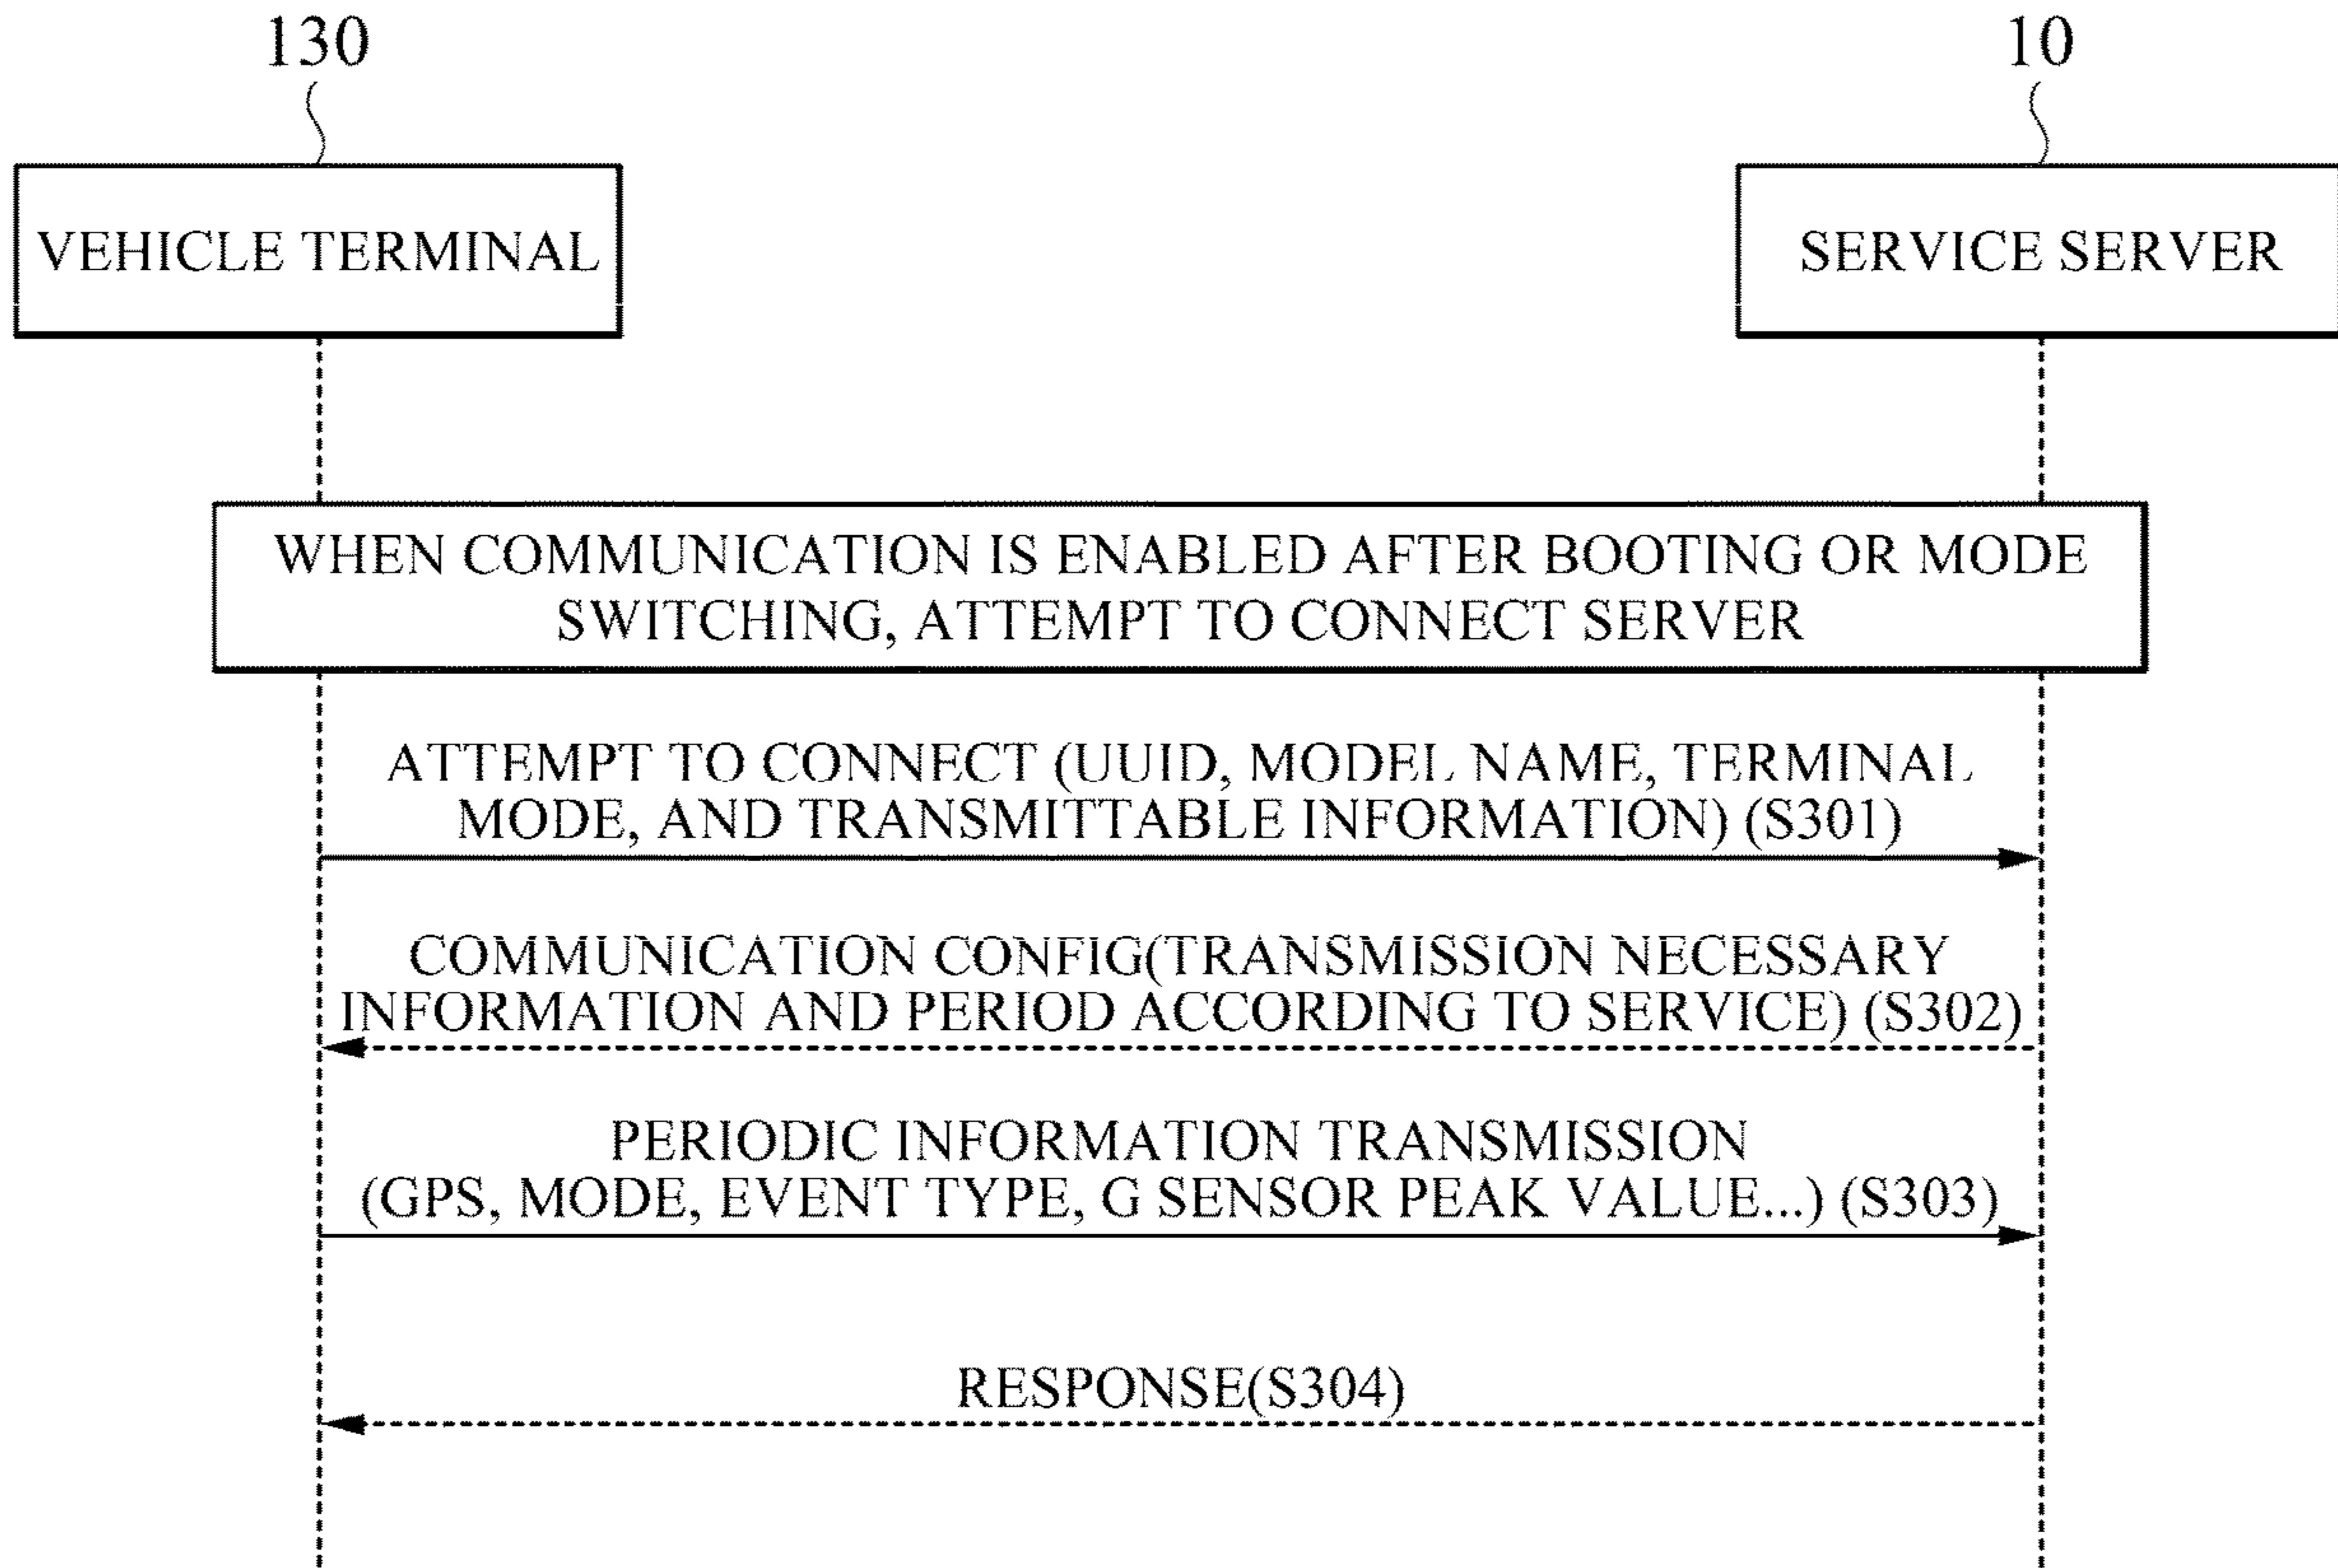 130
10
VEHICLE TERMINAL
SERVICE SERVER
WHEN COMMUNICATION IS ENABLED AFTER BOOTING OR MODE
SWITCHING, ATTEMPT TO CONNECT SERVER
ATTEMPT TO CONNECT (UUID, MODEL NAME, TERMINAL
MODE, AND TRANSMITTABLE INFORMATION) (S301)
COMMUNICATION CONFIG(TRANSMISSION NECESSARY
INFORMATION AND PERIOD ACCORDING TO SERVICE) (S302)
PERIODIC INFORMATION TRANSMISSION
(GPS, MODE, EVENT TYPE, G SENSOR PEAK VALUE...) (S303)
RESPONSE(S304)